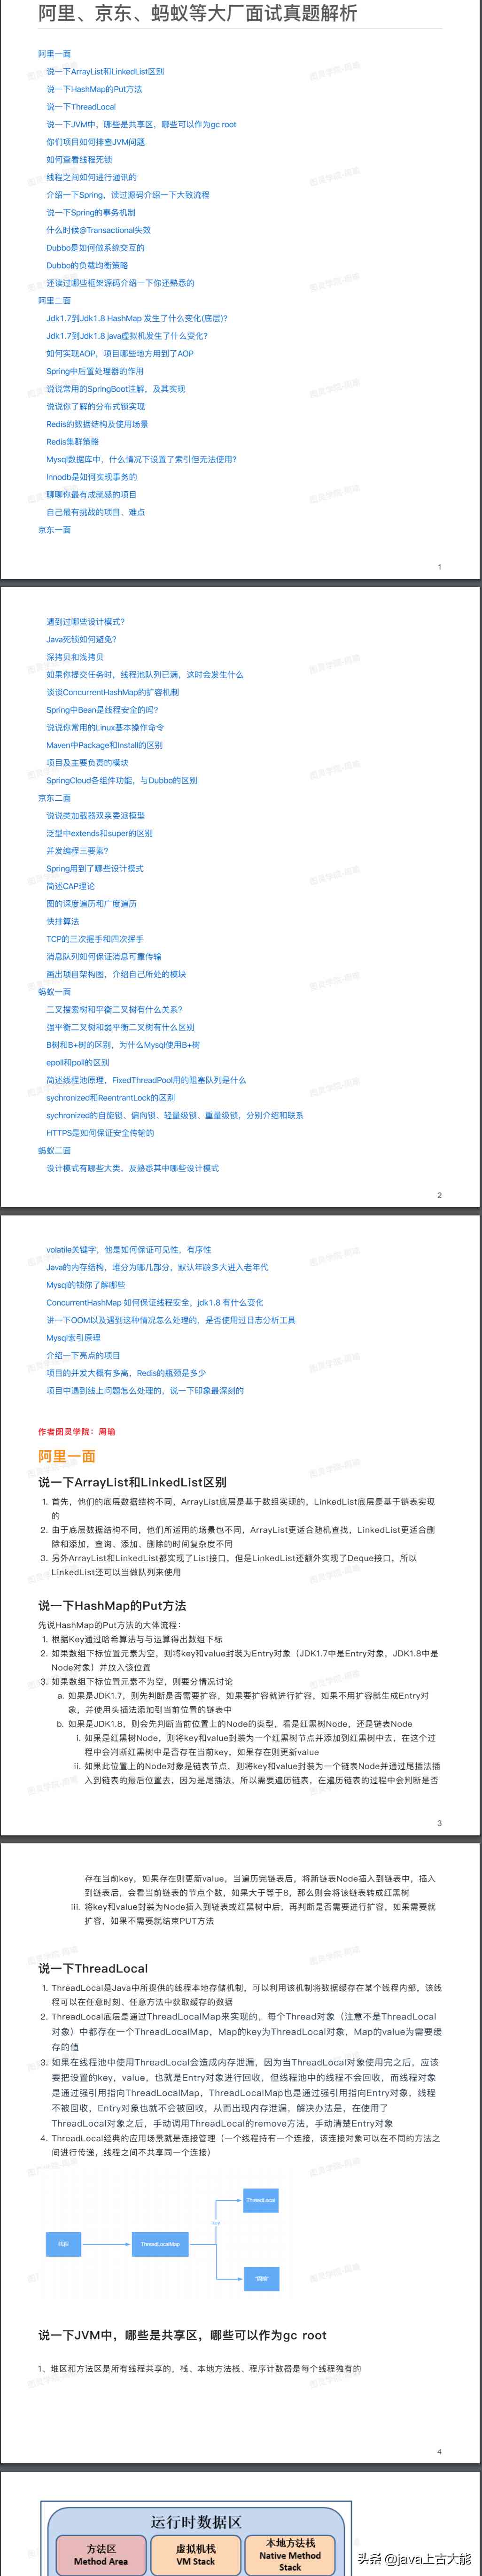 阿里、京东、蚂蚁等大厂面试真题解析
阿里一面
说一下ArrayList和LinkedList区别
说一下HashMap的Put方法
说一下ThreadLocal
说一下JVM中，哪些是共享区，哪些可以作为gc root
你们项目如何排查JVM问题
如何查看线程死锁
线程之间如何进行通讯的
介绍一下Spring，读过源码介绍一下大致流程
说一下Spring的事务机制
什么时候@Transactional失效
Dubbo是如何做系统交互的
Dubbo的负载均衡策略
还读过哪些框架源码介绍一下你还熟悉的
阿里二面
Jdk1.7到Jdk1.8 HashMap 发生了什么变化(底层)?
Jdk1.7到Jdk1.8 java虚拟机发生了什么变化?
如何实现AOP，项目哪些地方用到了AOP
Spring中后置处理器的作用
说说常用的SpringBoot注解，及其实现
说说你了解的分布式锁实现
Redis的数据结构及使用场景
Redis集群策略
Mysql数据库中，什么情况下设置了索引但无法使用?
Innodb是如何实现事务的
聊聊你最有成就感的项目
自己最有挑战的项目、难点
京东一面
1
遇到过哪些设计模式?
Java死锁如何避免?
深拷贝和浅拷贝
如果你提交任务时，线程池队列已满，这时会发生什么
谈谈ConcurrentHashMap的扩容机制
Spring中Bean是线程安全的吗?
说说你常用的Linux基本操作命令
Maven中Package和Install的区别
项目及主要负责的模块
SpringCloud各组件功能，与Dubbo的区别
京东二面
说说类加载器双亲委派模型
泛型中extends和super的区别
并发编程三要素?
Spring用到了哪些设计模式
简述CAP理论
图的深度遍历和广度遍历
快排算法
TCP的三次握手和四次挥手
消息队列如何保证消息可靠传输
画出项目架构图，介绍自己所处的模块
蚂蚁一面
二叉搜索树和平衡二叉树有什么关系?
强平衡二叉树和弱平衡二叉树有什么区别
B树和B+树的区别，为什么Mysql使用B+树
epoll和poll的区别
简述线程池原理，FixedThreadPool用的阻塞队列是什么
sychronized和ReentrantLock的区别
sychronized的自旋锁、偏向锁、轻量级锁、重量级锁，分别介绍和联系
HTTPS是如何保证安全传输的
蚂蚁二面
设计模式有哪些大类，及熟悉其中哪些设计模式
2
volatile关键字，他是如何保证可见性，有序性
Java的内存结构，堆分为哪几部分，默认年龄多大进入老年代
Mysql的锁你了解哪些
ConcurrentHashMap 如何保证线程安全，jdk1.8 有什么变化
讲一下OOM以及遇到这种情况怎么处理的，是否使用过日志分析工具
Mysql索引原理
介绍一下亮点的项目
项目的并发大概有多高，Redis的瓶颈是多少
项目中遇到线上问题怎么处理的，说一下印象最深刻的
作者图灵学院：周瑜
阿里一面
说一下ArrayList和LinkedList区别
1. 首先，他们的底层数据结构不同，ArrayList底层是基于数组实现的，LinkedList底层是基于链表实现
的
2. 由于底层数据结构不同，他们所适用的场景也不同，ArrayList更适合随机查找，LinkedList更适合删
除和添加，查询、添加、删除的时间复杂度不同
3. 另外ArrayList和LinkedList都实现了List接口，但是LinkedList还额外实现了Deque接口，所以
LinkedList还可以当做队列来使用
说一下HashMap的Put方法
先说HashMap的Put方法的大体流程：
1. 根据Key通过哈希算法与与运算得出数组下标
2. 如果数组下标位置元素为空，则将key和value封装为Entry对象（JDK1.7中是Entry对象，JDK1.8中是
Node对象）并放入该位置
3. 如果数组下标位置元素不为空，则要分情况讨论
a. 如果是JDK1.7，则先判断是否需要扩容，如果要扩容就进行扩容，如果不用扩容就生成Entry对
象，并使用头插法添加到当前位置的链表中
b. 如果是JDK1.8，则会先判断当前位置上的Node的类型，看是红黑树Node，还是链表Node
i. 如果是红黑树Node，则将key和value封装为一个红黑树节点并添加到红黑树中去，在这个过
程中会判断红黑树中是否存在当前key，如果存在则更新value
ii. 如果此位置上的Node对象是链表节点，则将key和value封装为一个链表Node并通过尾插法插
入到链表的最后位置去，因为是尾插法，所以需要遍历链表，在遍历链表的过程中会判断是否
3
存在当前key，如果存在则更新value，当遍历完链表后，将新链表Node插入到链表中，插入
到链表后，会看当前链表的节点个数，如果大于等于8，那么则会将该链表转成红黑树
iii. 将key和value封装为Node插入到链表或红黑树中后，再判断是否需要进行扩容，如果需要就
扩容，如果不需要就结束PUT方法
说一下ThreadLocal
1. ThreadLocal是Java中所提供的线程本地存储机制，可以利用该机制将数据缓存在某个线程内部，该线
程可以在任意时刻、任意方法中获取缓存的数据
2. ThreadLocal底层是通过ThreadLocalMap来实现的，每个Thread对象（注意不是ThreadLocal
对象）中都存在一个ThreadLocalMap，Map的key为ThreadLocal对象，Map的value为需要缓
存的值
3. 如果在线程池中使用ThreadLocal会造成内存泄漏，因为当ThreadLocal对象使用完之后，应该
要把设置的key，value，也就是Entry对象进行回收，但线程池中的线程不会回收，而线程对象
是通过强引用指向ThreadLocalMap，ThreadLocalMap也是通过强引用指向Entry对象，线程
不被回收，Entry对象也就不会被回收，从而出现内存泄漏，解决办法是，在使用了
ThreadLocal对象之后，手动调用ThreadLocal的remove方法，手动清楚Entry对象
4. ThreadLocal经典的应用场景就是连接管理（一个线程持有一个连接，该连接对象可以在不同的方法之
间进行传递，线程之间不共享同一个连接）
ThreadLocal
key
线程
ThreadLocalMap
"周瑜"
说一下JVM中，哪些是共享区，哪些可以作为gc root
1、堆区和方法区是所有线程共享的，栈、本地方法栈、程序计数器是每个线程独有的
4
运行时数据区
方法区
Method Area
虚拟机栈
VM Stack
本地方法栈
Native Method
Stack
头条 @java上古大能